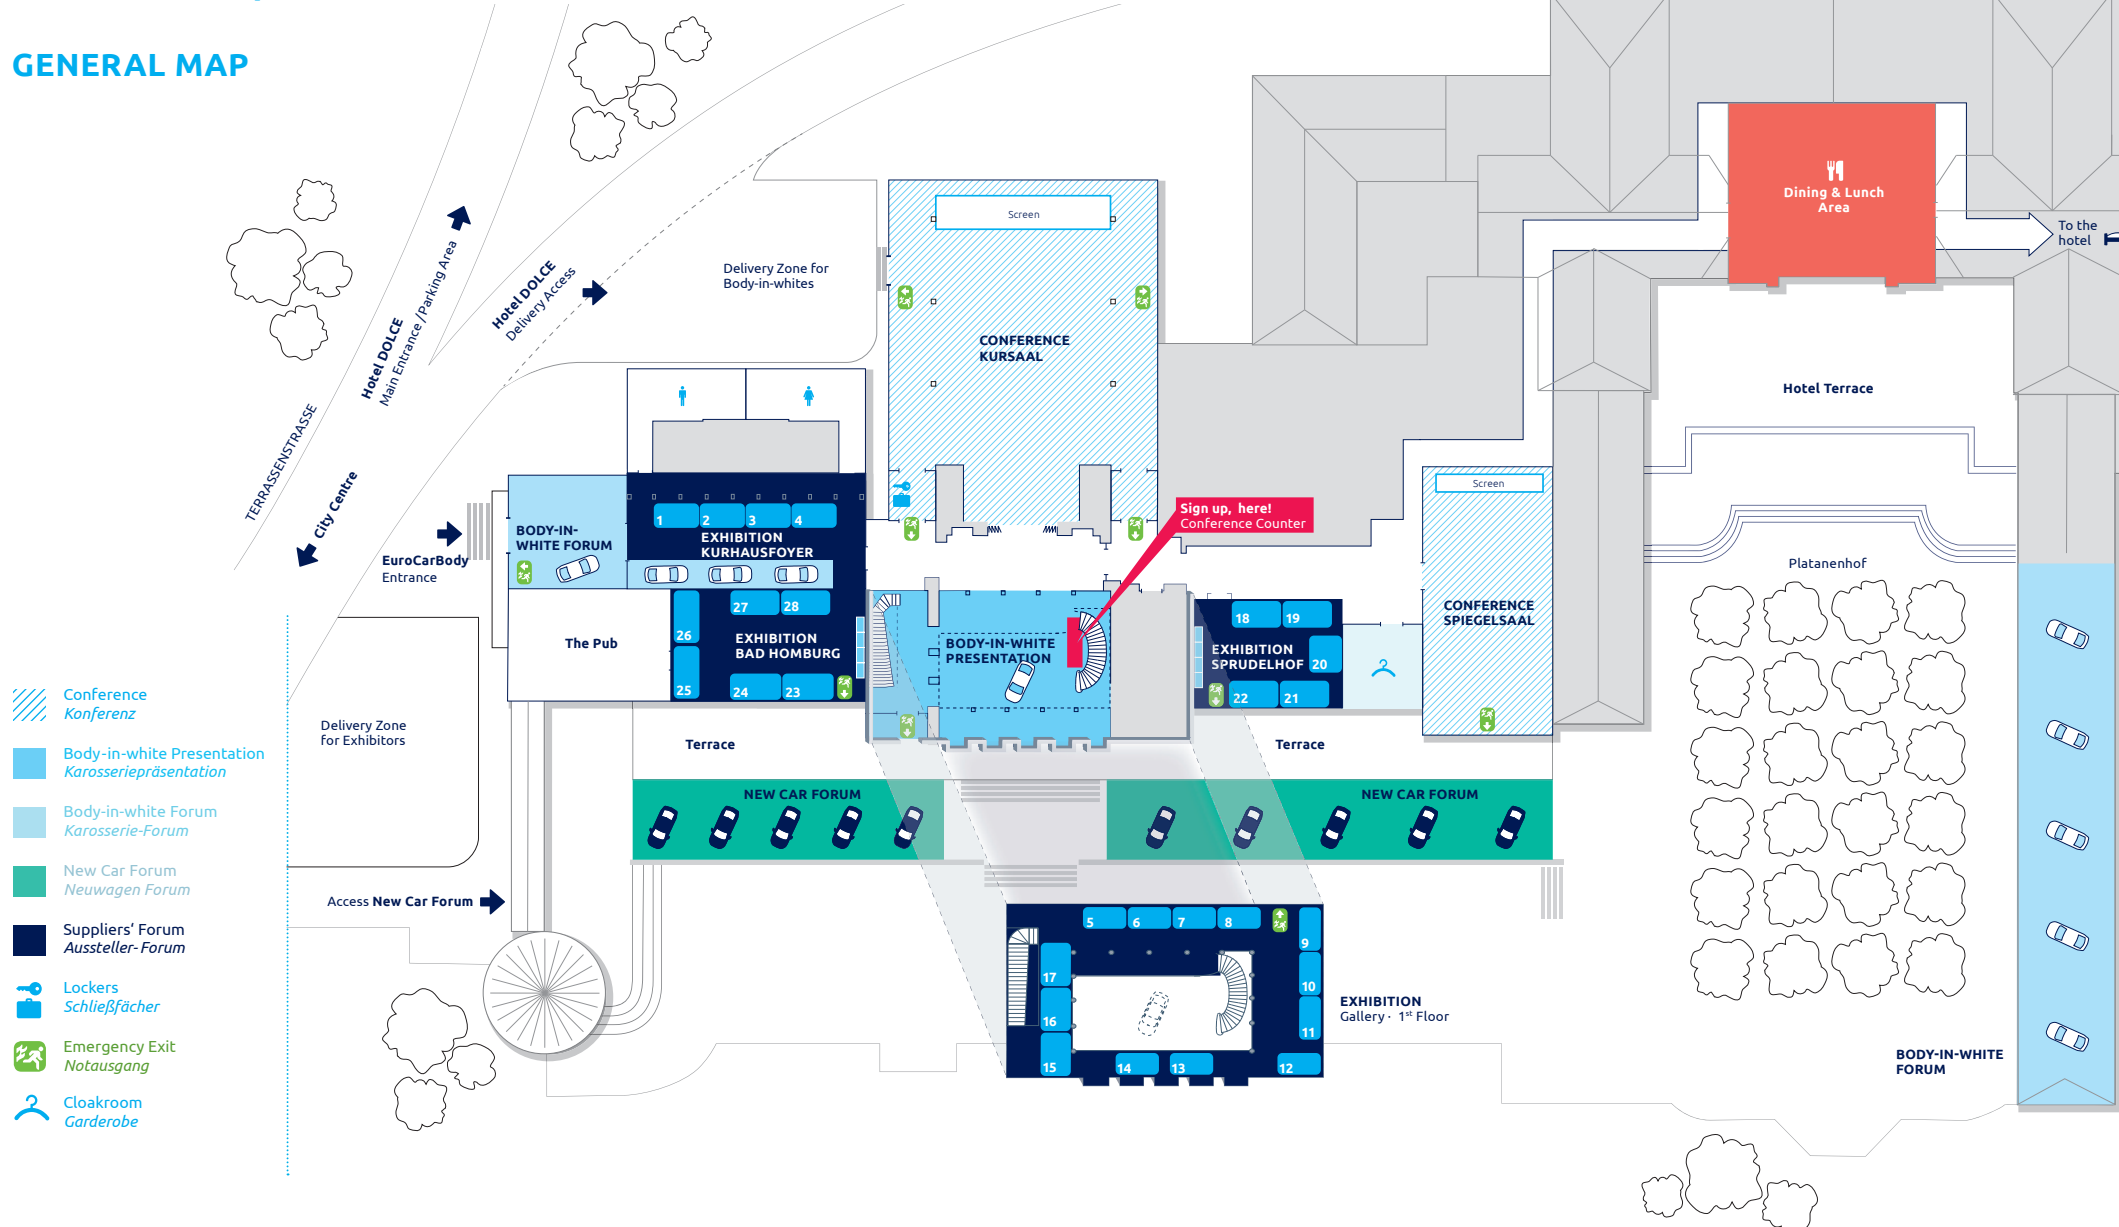 GENERAL MAP
Screen
Dining & Lunch
Area
To the
hotel
Delivery Zone for
Body-in-whites
Hotel DOLCE
Delivery Access
Hotel DOLCE
Main Entrance / Parking Area
TERRASSENSTRASSE
City Centre
CONFERENCE
KURSAAL
Hotel Terrace
Screen
Sign up, here!
Conference Counter
BODY-IN-
WHITE FORUM
1
2
3
4
EXHIBITION
KURHAUSFOYER
EuroCarBody
Entrance
Platanenhof
The Pub
26
25
27
28
EXHIBITION
BAD HOMBURG
24
23
BODY-IN-WHITE
PRESENTATION
18
19
EXHIBITION
SPRUDELHOF
20
22
21
CONFERENCE
SPIEGELSAAL
Delivery Zone
for Exhibitors
Terrace
Terrace
NEW CAR FORUM
NEW CAR FORUM
Access New Car Forum
5
6
7
8
9
10
11
12
13
14
15
16
17
EXHIBITION
Gallery · 1st Floor
BODY-IN-WHITE
FORUM
Conference
Konferenz
Body-in-white Presentation
Karosseriepräsentation
Body-in-white Forum
Karosserie-Forum
New Car Forum
Neuwagen Forum
Suppliers' Forum
Aussteller- Forum
Lockers
Schließfächer
Emergency Exit
Notausgang
Cloakroom
Garderobe